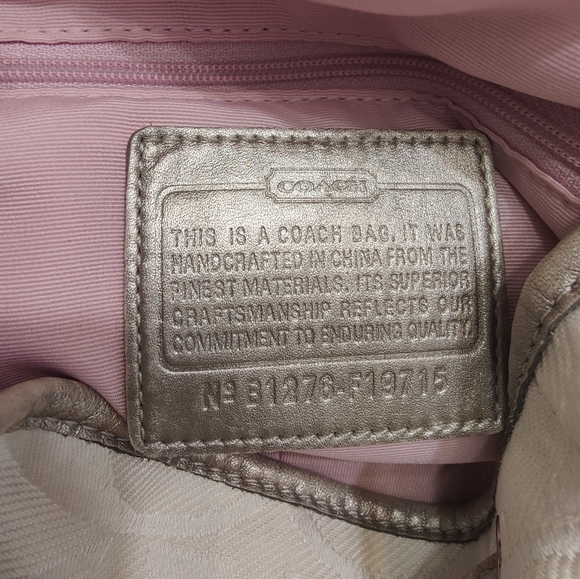 COACH
THIS IS A COACH BAG. IT WAS
HANDCRAFTED IN CHINA FROM THE
FINEST MATERIALS. ITS SUPERIOR
CRAFTSMANSHIP REFLECTS OUR
COMMITMENT TO ENDURING QUALITY.
Nº B1276-F19715